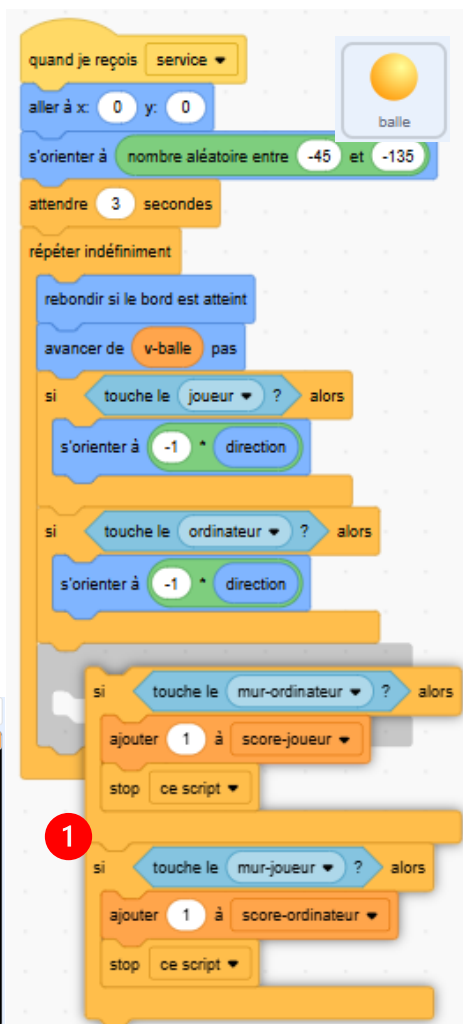 quand je reçois service
aller à x: 0 y: 0
balle
s'orienter à nombre aléatoire entre -45 et -135
attendre 3 secondes
répéter indéfiniment
rebondir si le bord est atteint
avancer de v-balle pas
si touche le joueur ? alors
s'orienter à -1 * direction
si touche le ordinateur ? alors
s'orienter à -1 * direction
si touche le mur-ordinateur ? alors
ajouter 1 à score-joueur
stop ce script
1
si touche le mur-joueur ? alors
ajouter 1 à score-ordinateur
stop ce script